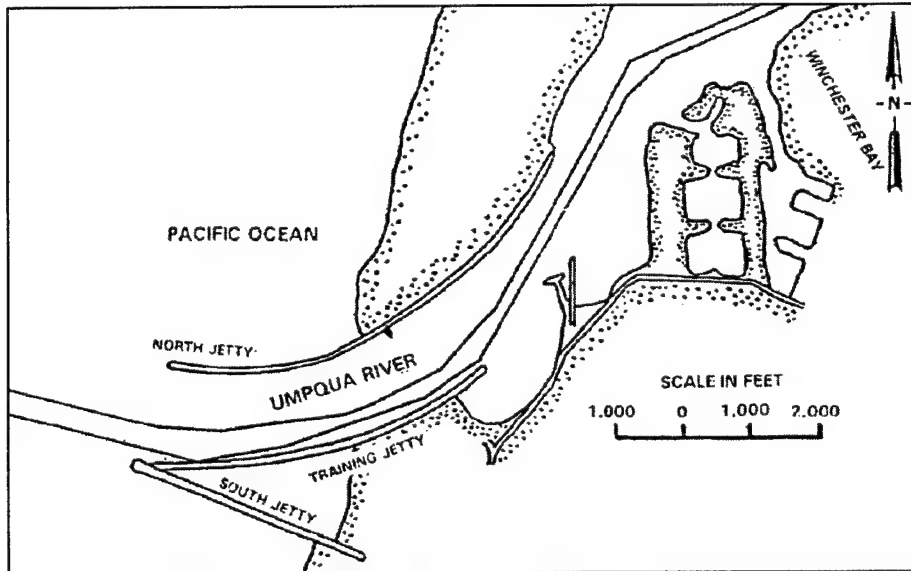 WINCHESTER BAY
N
PACIFIC OCEAN
NORTH JETTY
UMPQUA RIVER
SCALE IN FEET
1,000 0 1,000 2,000
TRAINING JETTY
SOUTH JETTY